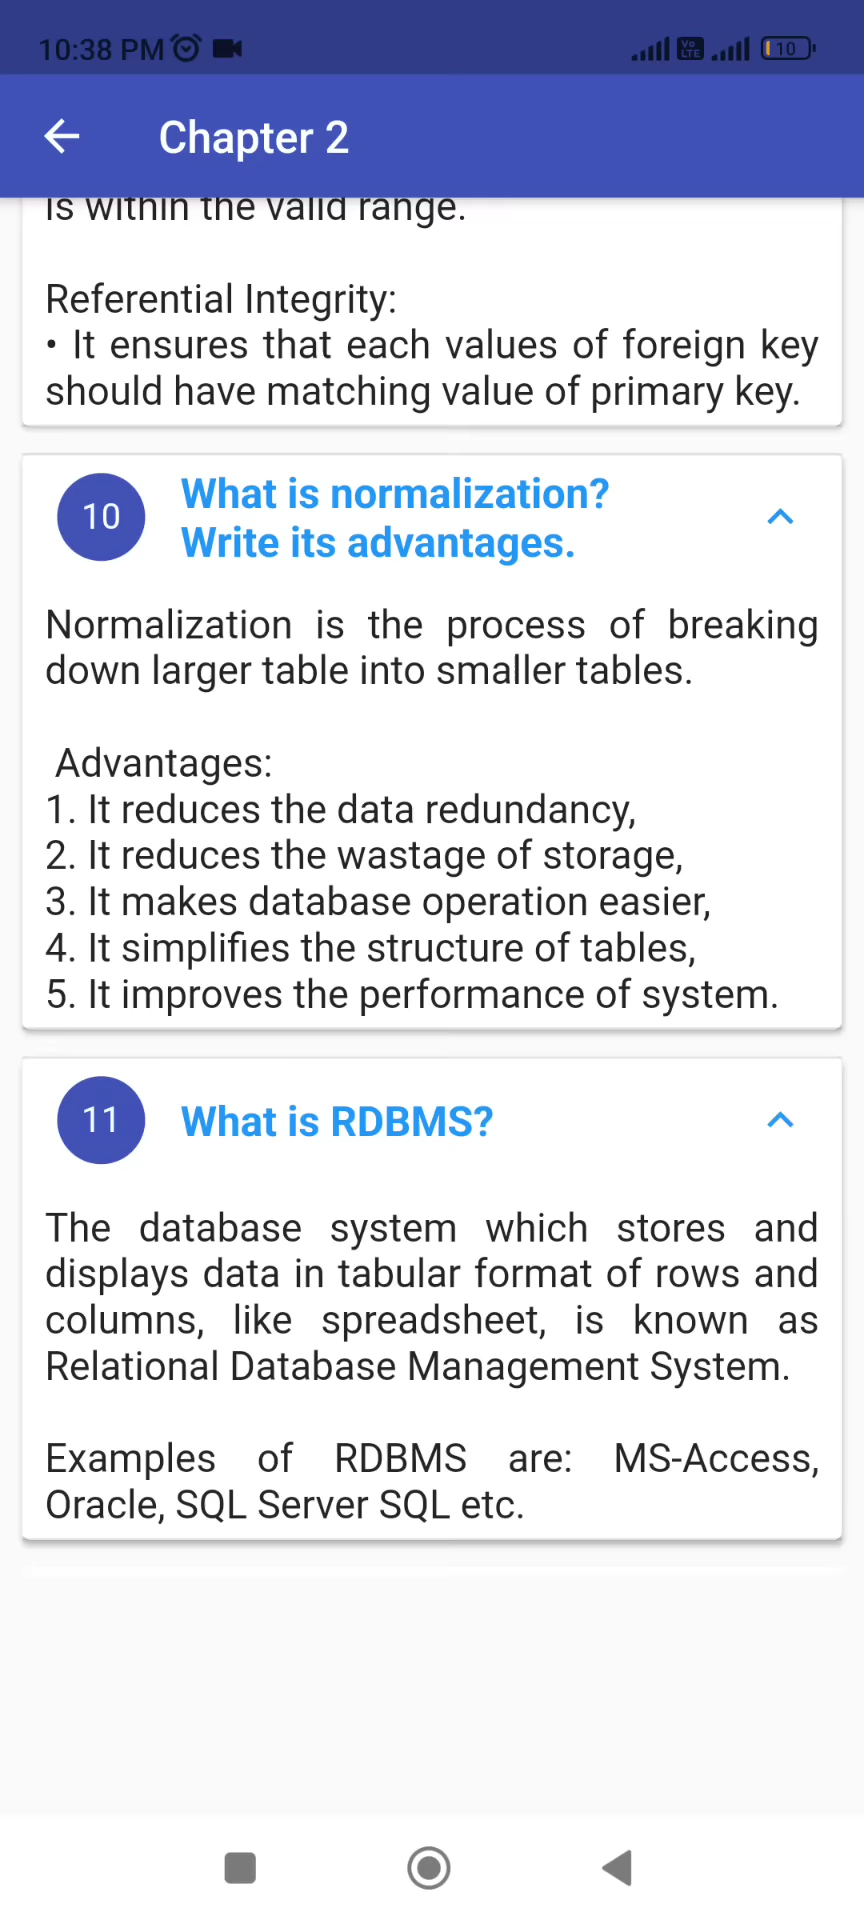 10:38 PM
Vo LTE
10
Chapter 2
is within the valid range.
Referential Integrity:
• It ensures that each values of foreign key
should have matching value of primary key.
10
What is normalization?
Write its advantages.
Normalization is the process of breaking
down larger table into smaller tables.
Advantages:
1. It reduces the data redundancy,
2. It reduces the wastage of storage,
3. It makes database operation easier,
4. It simplifies the structure of tables,
5. It improves the performance of system.
11
What is RDBMS?
The database system which stores and
displays data in tabular format of rows and
columns, like spreadsheet, is known as
Relational Database Management System.
Examples of RDBMS are: MS-Access,
Oracle, SQL Server SQL etc.